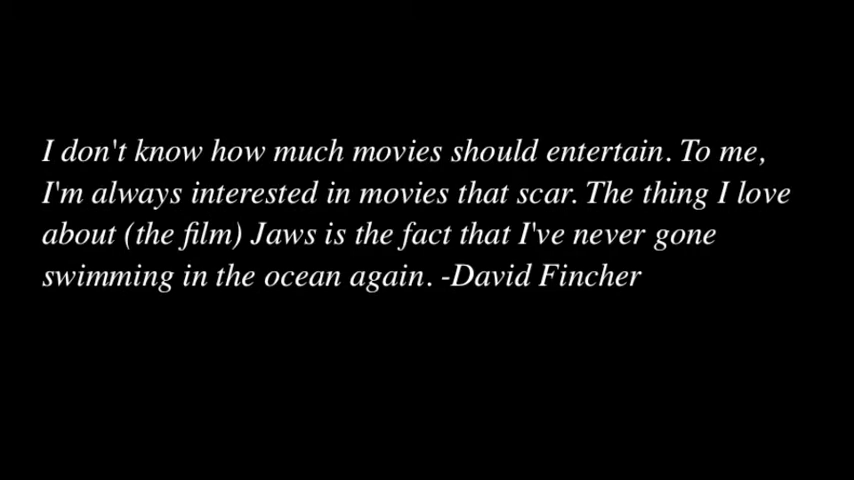 I don't know how much movies should entertain. To me,
I'm always interested in movies that scar. The thing I love
about (the film) Jaws is the fact that I've never gone
swimming in the ocean again. -David Fincher